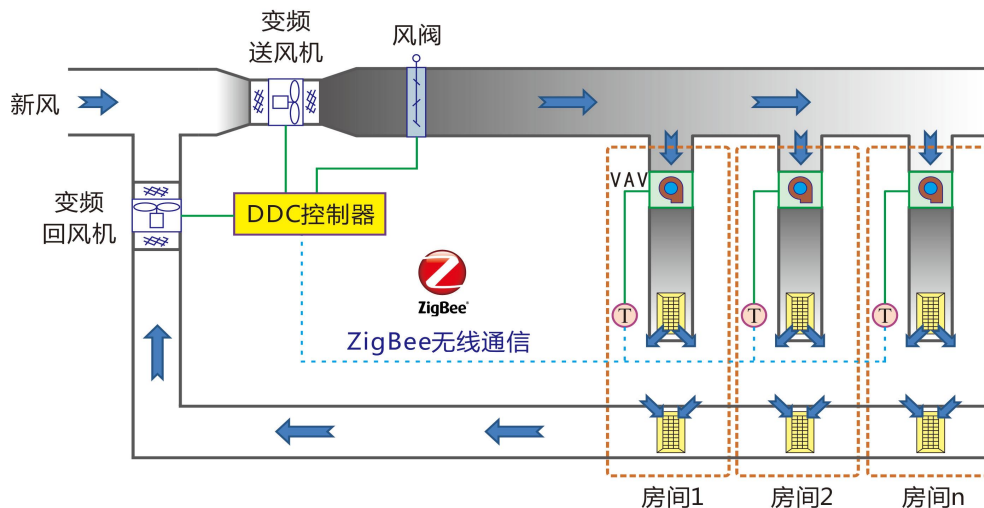 变频
送风机
风阀
新风
VAV
变频
回风机
DDC控制器
ZigBee®
ZigBee无线通信
T
T
T
房间1
房间2
房间n